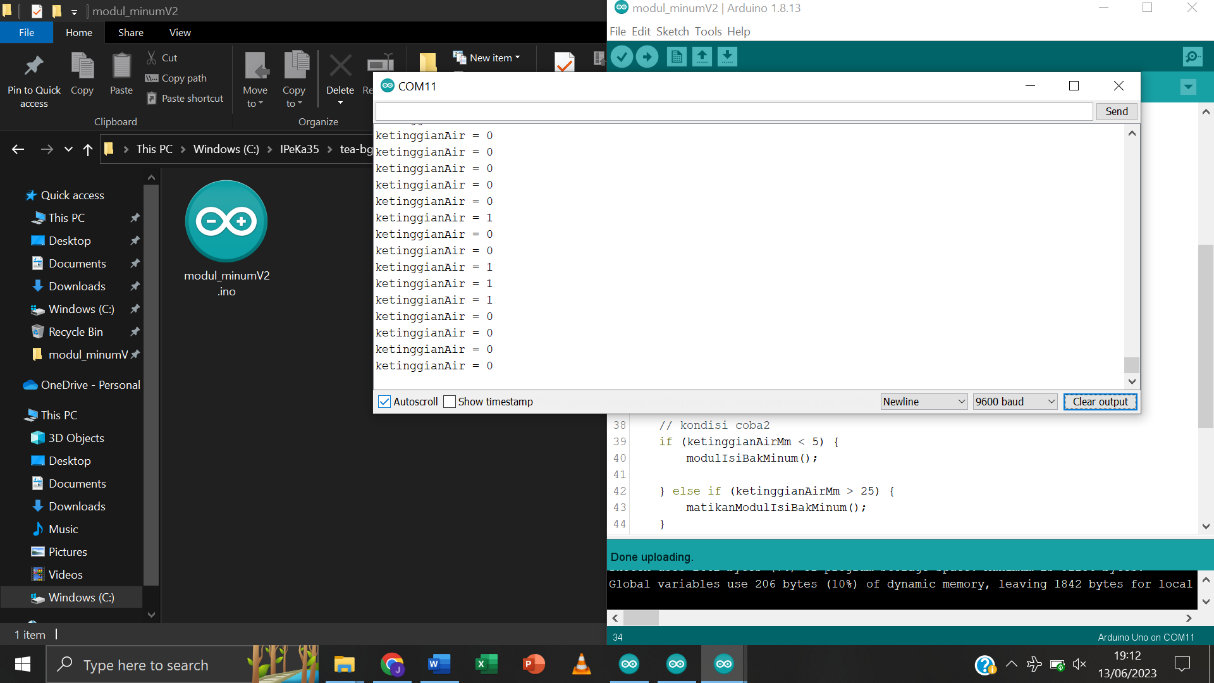 modul_minumV2
File Home Share View
Pin to Quick access
Copy
Paste
Cut
Copy path
Paste shortcut
Clipboard
Move to
Copy to
Delete
New item
Organize
This PC > Windows (C:) > IPeKa35 >
Quick access
This PC
Desktop
Documents
Downloads
Windows (C:)
Recycle Bin
modul_minumV
OneDrive - Personal
This PC
3D Objects
Desktop
Documents
Downloads
Music
Pictures
Videos
Windows (C:)
modul_minumV2
.ino
1 item
modul_minumV2 | Arduino 1.8.13
File Edit Sketch Tools Help
COM11
Send
ketinggianAir = 0
ketinggianAir = 0
ketinggianAir = 0
ketinggianAir = 0
ketinggianAir = 0
ketinggianAir = 1
ketinggianAir = 0
ketinggianAir = 0
ketinggianAir = 1
ketinggianAir = 1
ketinggianAir = 1
ketinggianAir = 0
ketinggianAir = 0
ketinggianAir = 0
ketinggianAir = 0
Autoscroll Show timestamp Newline 9600 baud Clear output
38 // kondisi coba2
39 if (ketinggianAirMm < 5) {
40 modulIsiBakMinum();
41
42 } else if (ketinggianAirMm > 25) {
43 matikanModulIsiBakMinum();
44 }
Done uploading.
Global variables use 206 bytes (10%) of dynamic memory, leaving 1842 bytes for local
34 Arduino Uno on COM11
Type here to search
19:12
13/06/2023